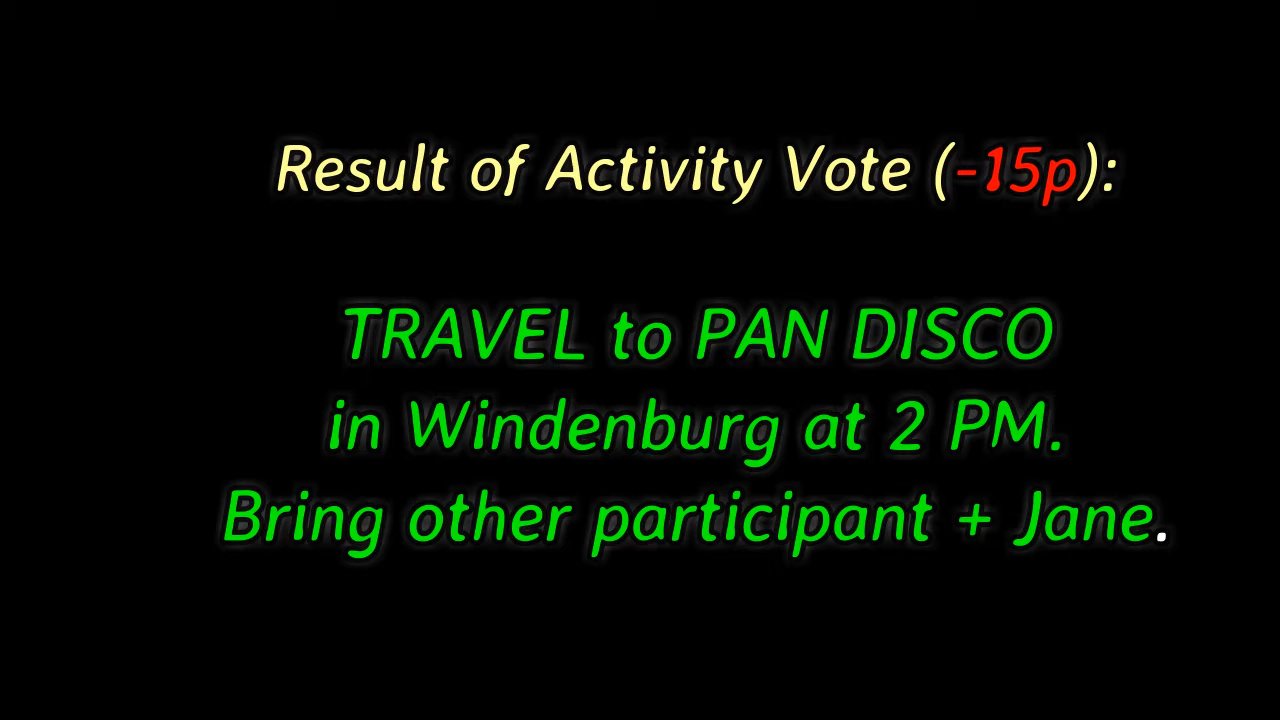 Result of Activity Vote (-15p):
TRAVEL to PAN DISCO
in Windenburg at 2 PM.
Bring other participant + Jane.